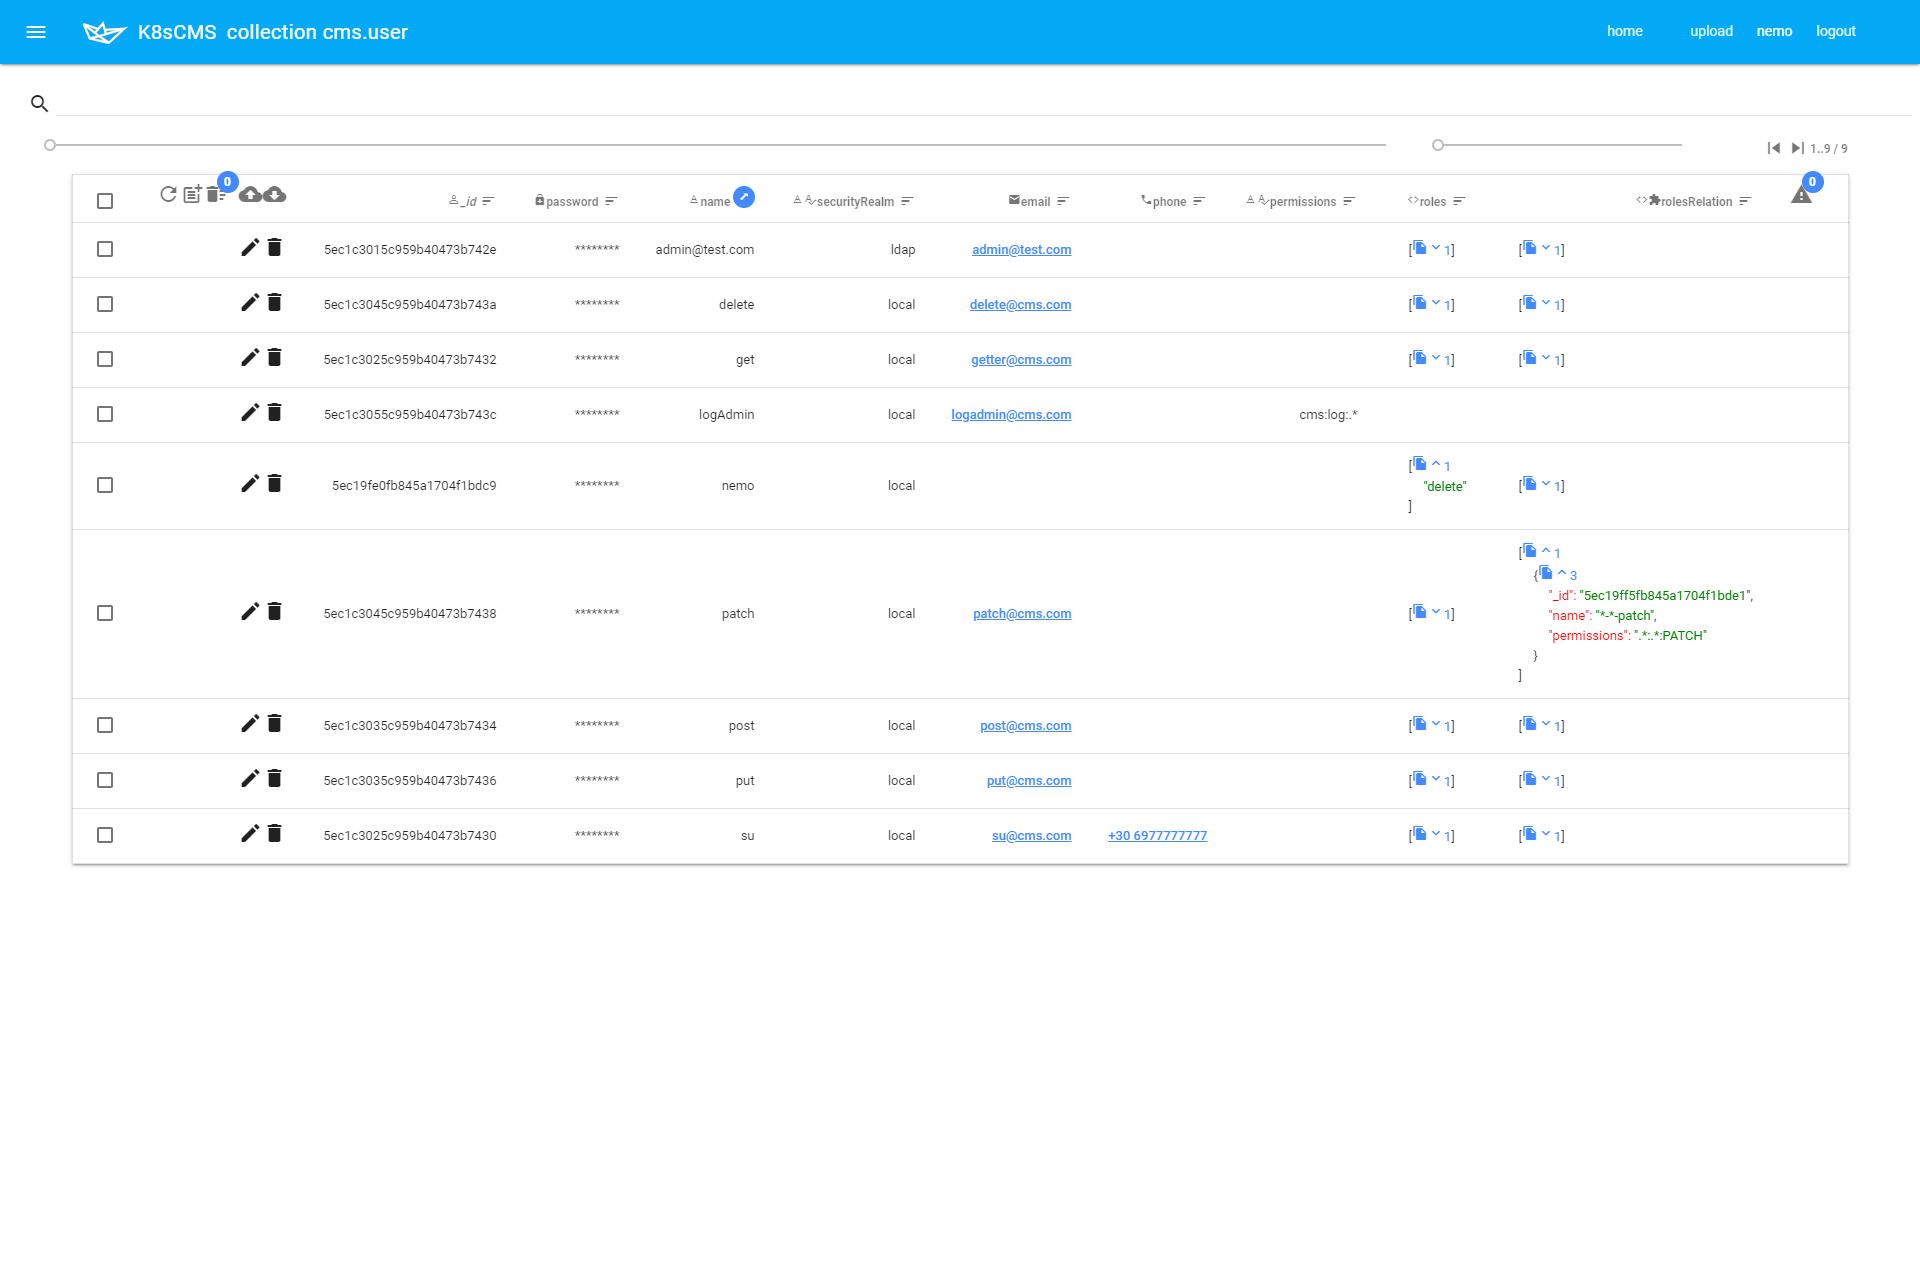 K8sCMS collection cms.user home upload nemo logout
1..9 / 9
0 0
_id password name securityRealm email phone permissions roles rolesRelation
5ec1c3015c959b40473b742e ******** admin@test.com ldap admin@test.com [1] [1]
5ec1c3045c959b40473b743a ******** delete local delete@cms.com [1] [1]
5ec1c3025c959b40473b7432 ******** get local getter@cms.com [1] [1]
5ec1c3055c959b40473b743c ******** logAdmin local logadmin@cms.com cms:log:.*
[1
5ec19fe0fb845a1704f1bdc9 ******** nemo local "delete" [1]
]
[1
{3
"_id": "5ec19ff5fb845a1704f1bde1",
5ec1c3045c959b40473b7438 ******** patch local patch@cms.com [1] "name": "*-*-patch",
"permissions": ".*:.*:PATCH"
}
]
5ec1c3035c959b40473b7434 ******** post local post@cms.com [1] [1]
5ec1c3035c959b40473b7436 ******** put local put@cms.com [1] [1]
5ec1c3025c959b40473b7430 ******** su local su@cms.com +30 6977777777 [1] [1]